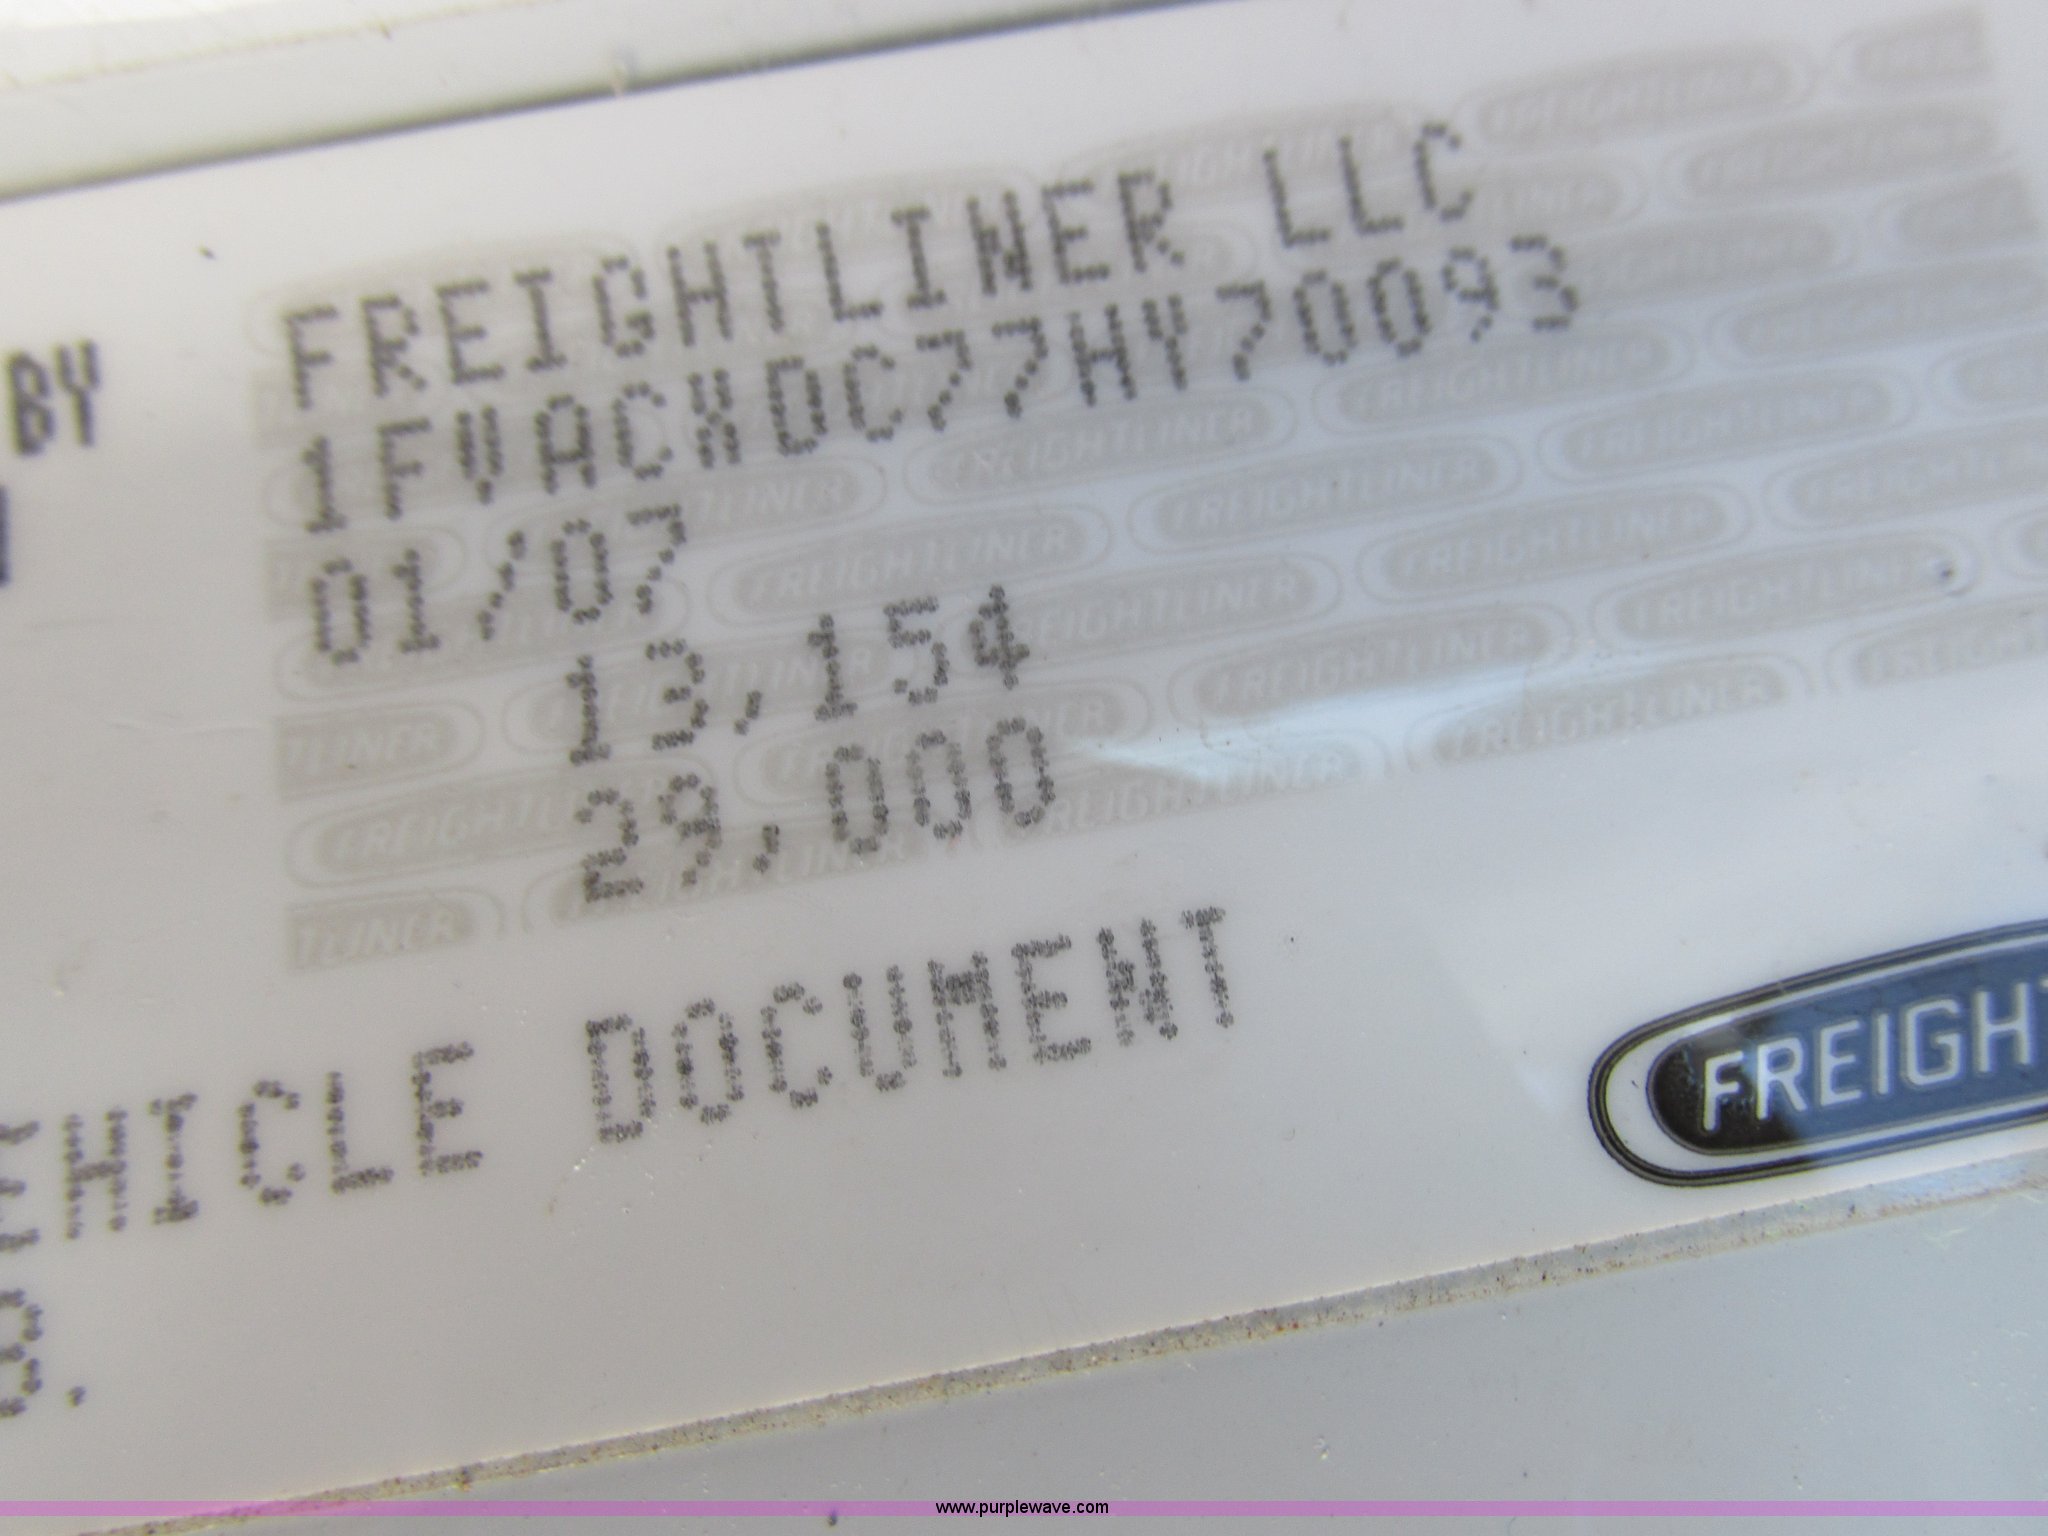 BY FREIGHTLINER LLC
1FVACXDC77HY70093
01/07
13,154
29,000
EHICLE DOCUMENT
FREIGHT
www.purplewave.com